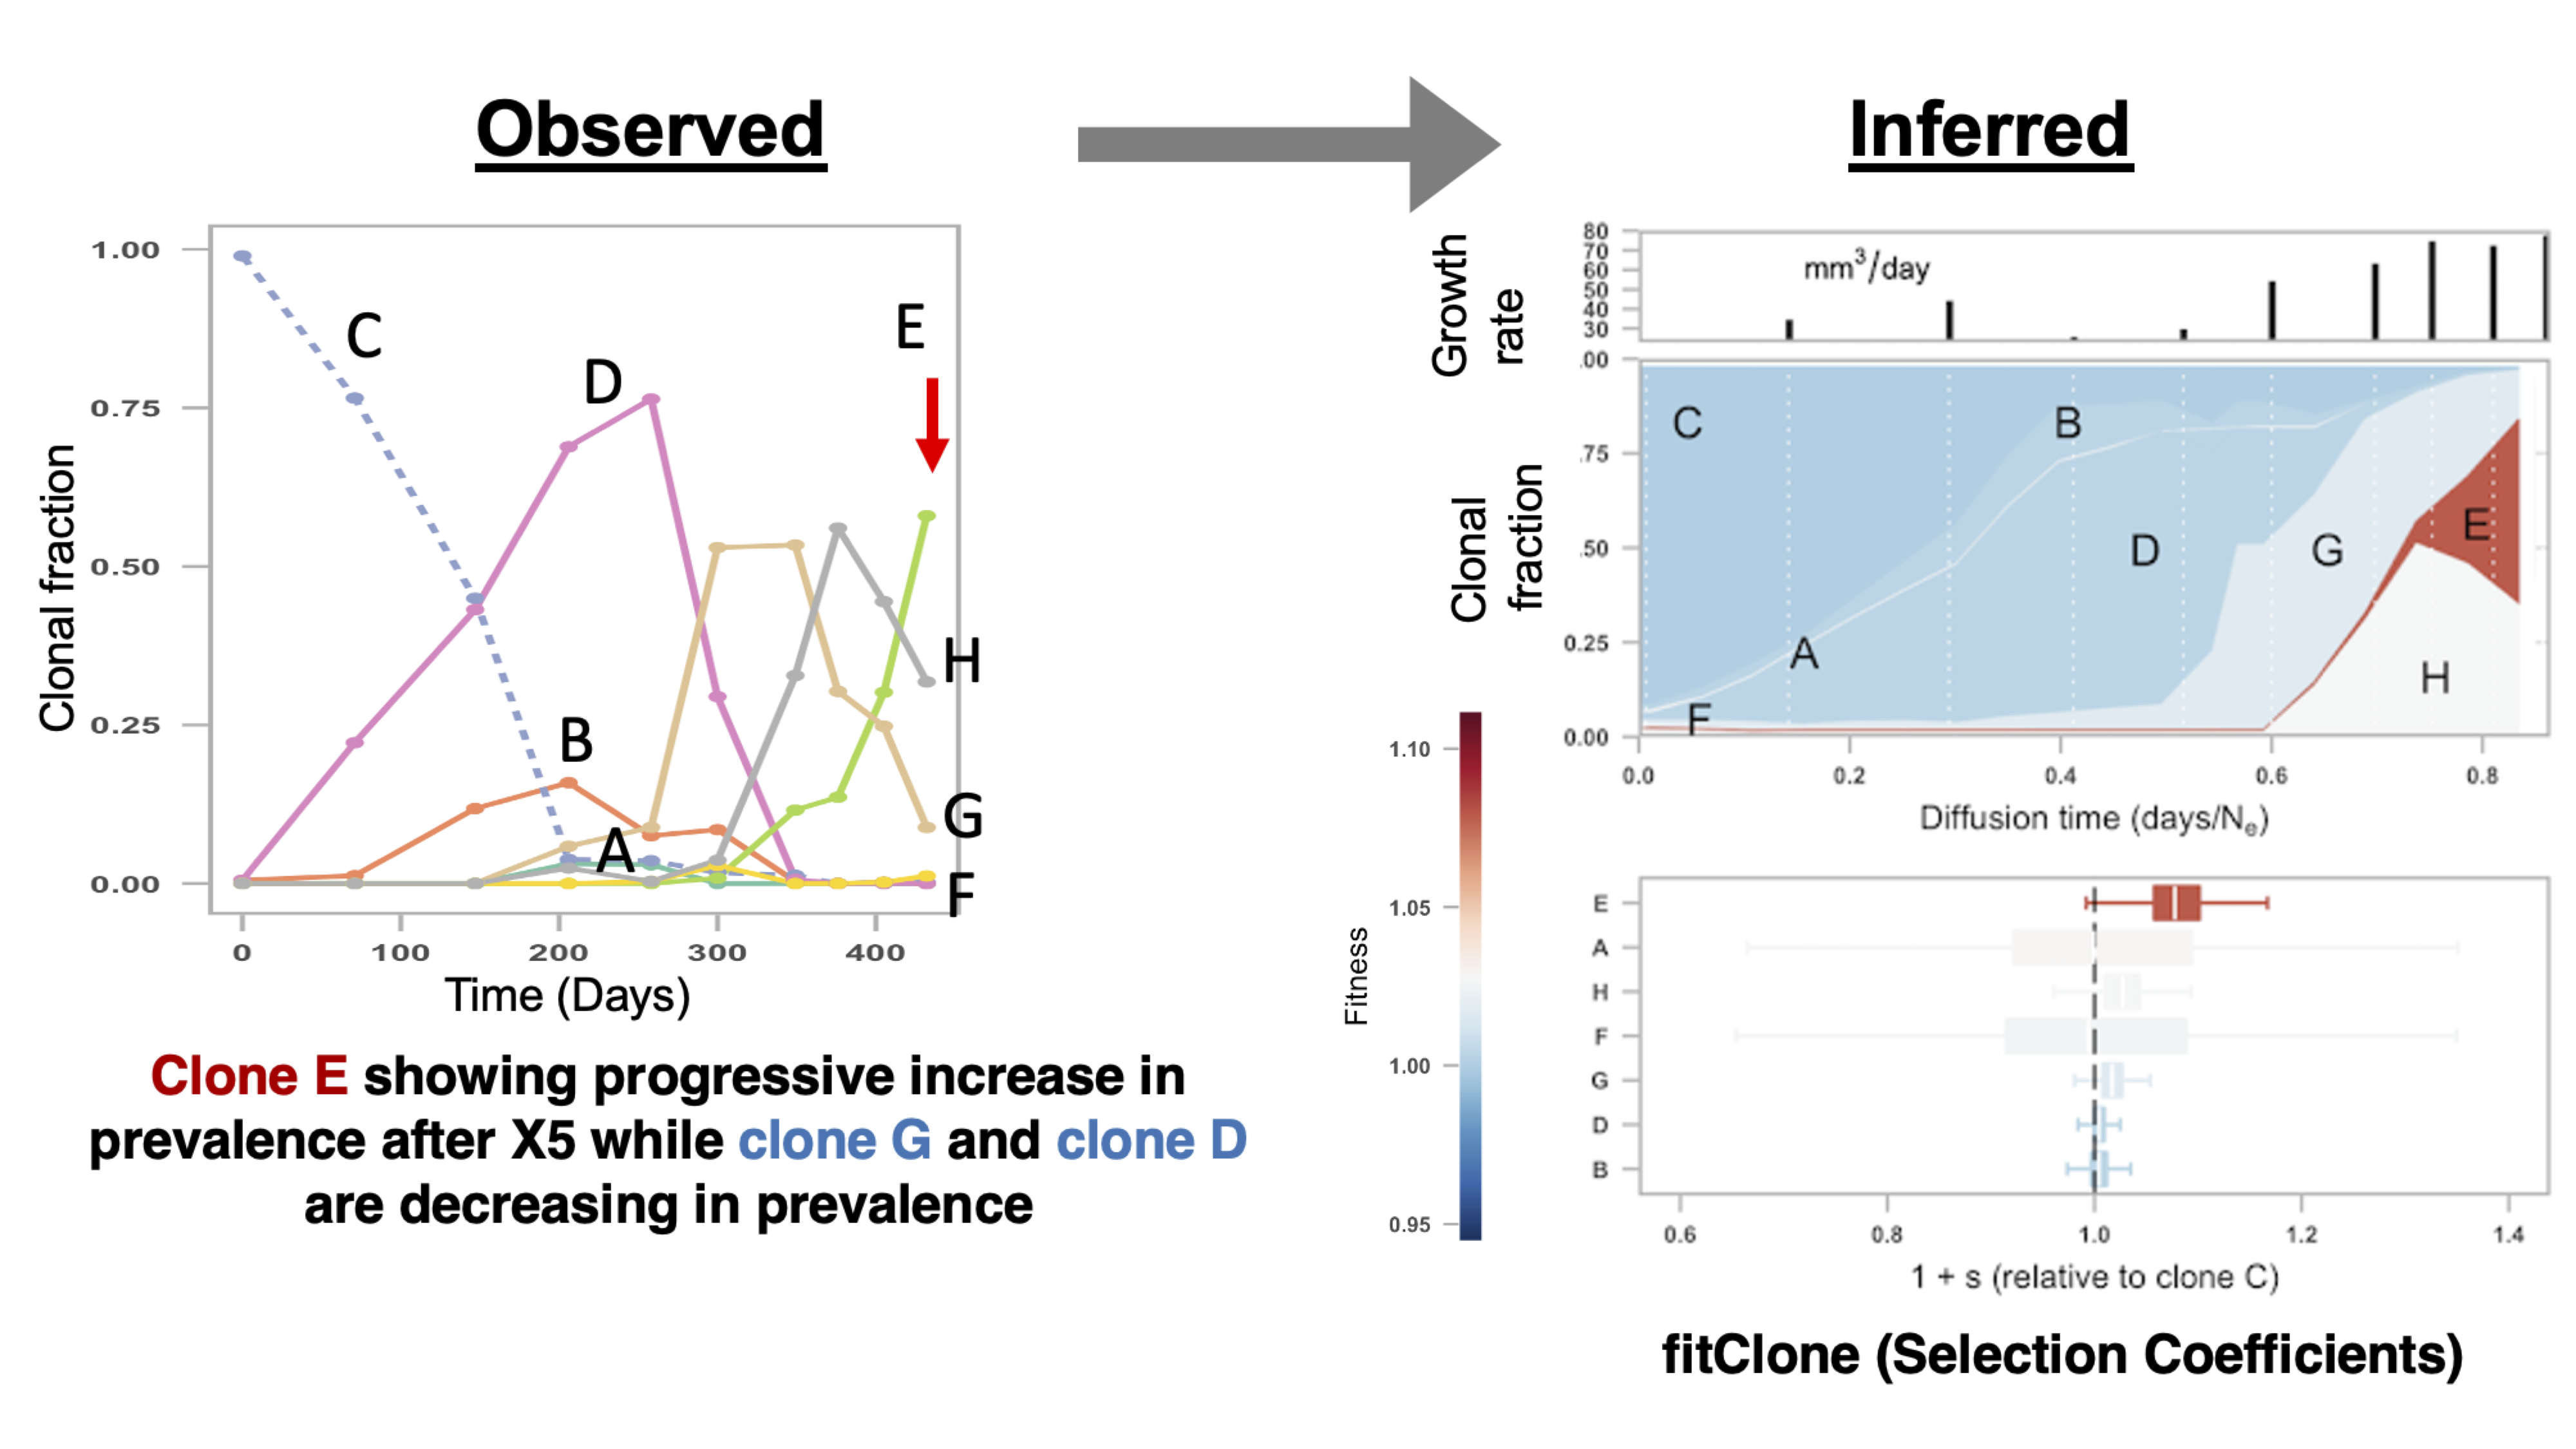 Observed
Inferred
1.00
0.75
0.50
0.25
0.00
Clonal fraction
C
D
B
A
E
H
G
F
0
100
200
300
400
Time (Days)
Clone E showing progressive increase in
prevalence after X5 while clone G and clone D
are decreasing in prevalence
Growth
rate
80
70
60
50
40
30
mm³/day
Clonal
fraction
.00
.75
.50
0.25
0.00
C
B
D
G
E
A
F
H
0.0
0.2
0.4
0.6
0.8
Diffusion time (days/Nₑ)
Fitness
1.10
1.05
1.00
0.95
E
A
H
F
G
D
B
0.6
0.8
1.0
1.2
1.4
1 + s (relative to clone C)
fitClone (Selection Coefficients)